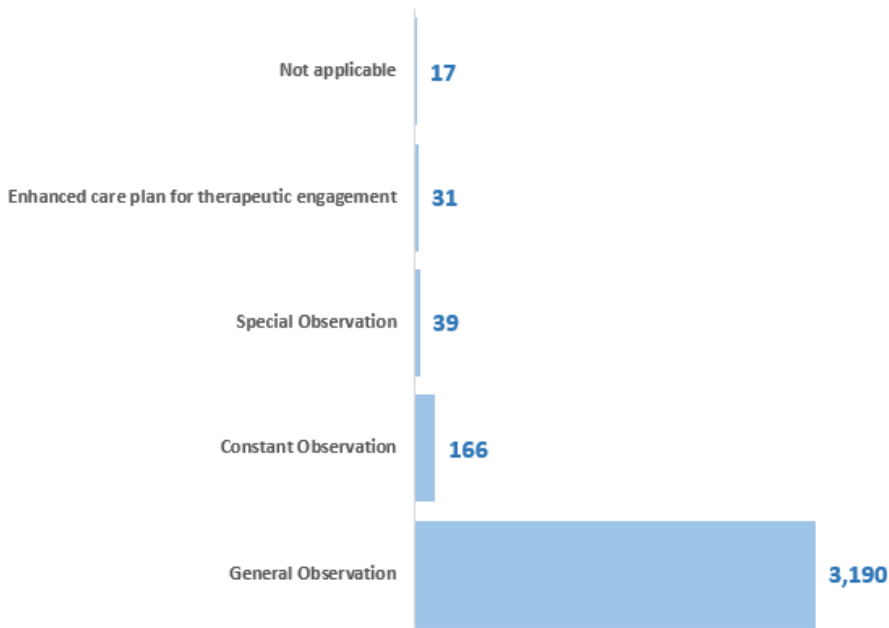 Not applicable 17
Enhanced care plan for therapeutic engagement 31
Special Observation 39
Constant Observation 166
General Observation 3,190